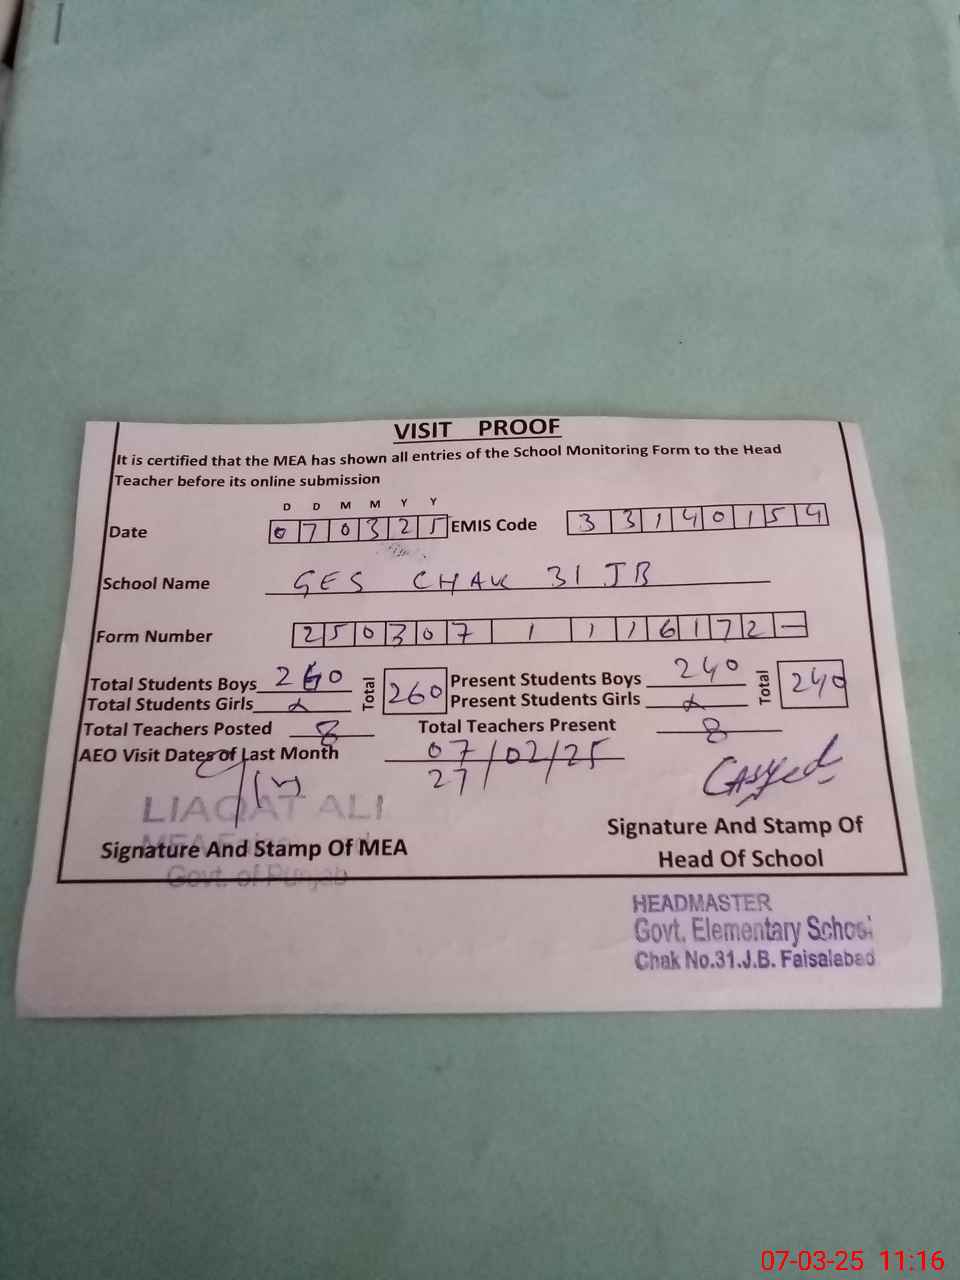 VISIT PROOF
It is certified that the MEA has shown all entries of the School Monitoring Form to the Head
Teacher before its online submission
D D M M Y Y
Date 0 7 0 3 2 5 EMIS Code 3 3 1 4 0 1 5 4
School Name GES CHAK 31 JB
Form Number 2 5 0 3 0 7 1 1 1 6 1 7 2 —
Total Students Boys 260 Total 260 Present Students Boys 240 Total 240
Total Students Girls Present Students Girls
Total Teachers Posted 8 Total Teachers Present 8
AEO Visit Dates of Last Month 07/02/25
27
LIAQAT ALI
Signature And Stamp Of MEA
Govt. of Punjab
Signature And Stamp Of
Head Of School
HEADMASTER
Govt. Elementary School
Chak No.31.J.B. Faisalabad
07-03-25 11:16